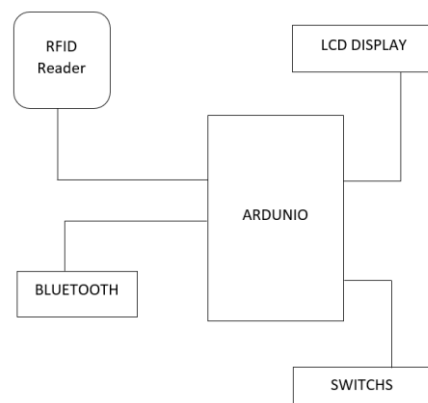 RFID
Reader
LCD DISPLAY
ARDUNIO
BLUETOOTH
SWITCHS